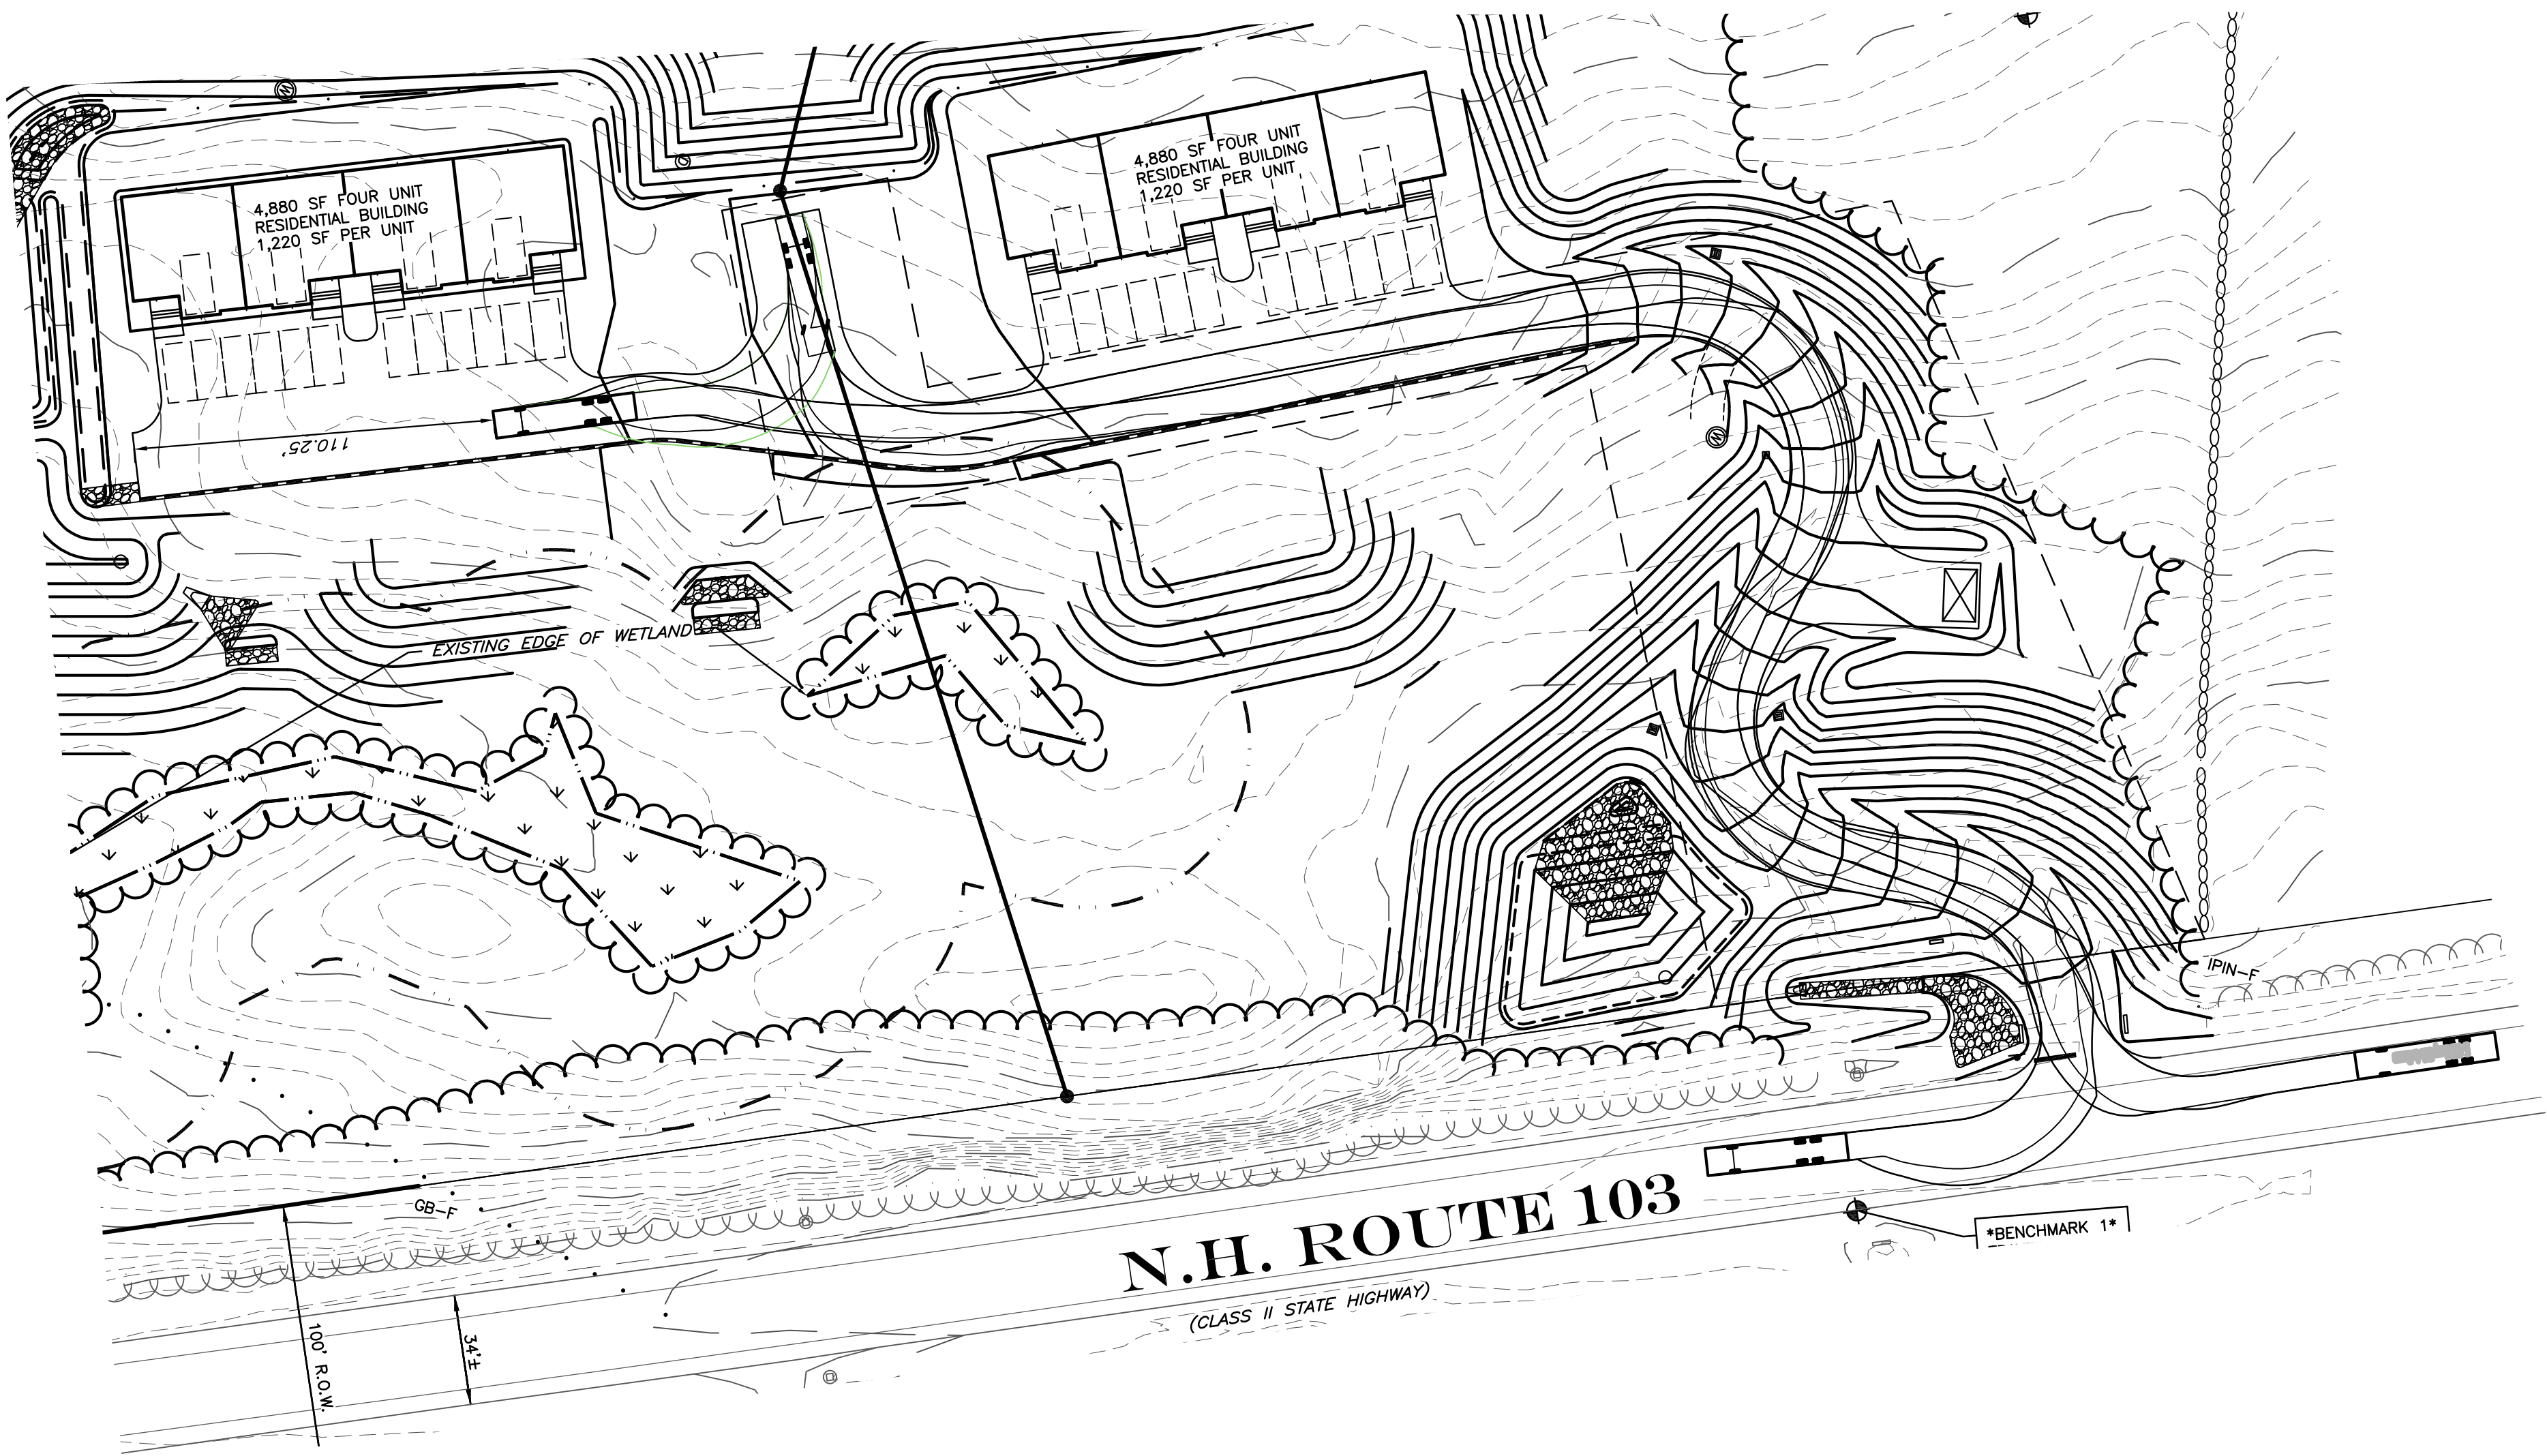 4,880 SF FOUR UNIT
RESIDENTIAL BUILDING
1,220 SF PER UNIT
4,880 SF FOUR UNIT
RESIDENTIAL BUILDING
1,220 SF PER UNIT
110.25'
EXISTING EDGE OF WETLAND
IPIN-F
GB-F
N.H. ROUTE 103
(CLASS II STATE HIGHWAY)
*BENCHMARK 1*
100' R.O.W.
34'±